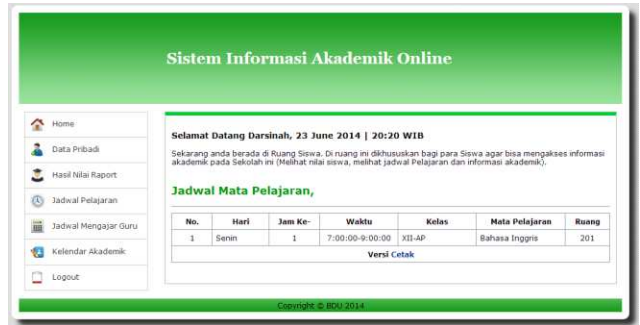 Sistem Informasi Akademik Online
Home
Data Pribadi
Hasil Nilai Raport
Jadwal Pelajaran
Jadwal Mengajar Guru
Kelendar Akademik
Logout
Selamat Datang Darsinah, 23 June 2014 | 20:20 WIB
Sekarang anda berada di Ruang Siswa. Di ruang ini dikhususkan bagi para Siswa agar bisa mengakses informasi
akademik pada Sekolah ini (Melihat nilai siswa, melihat jadwal Pelajaran dan informasi akademik).
Jadwal Mata Pelajaran,
No. Hari Jam Ke- Waktu Kelas Mata Pelajaran Ruang
1 Senin 1 7:00:00-9:00:00 XII-AP Bahasa Inggris 201
Versi Cetak
Copyright © BDU 2014